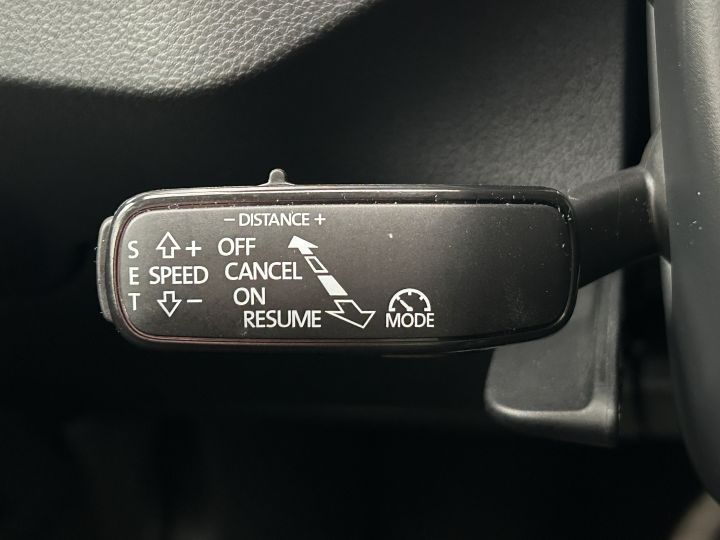 − DISTANCE +
S + OFF
E SPEED CANCEL
T − ON
RESUME MODE